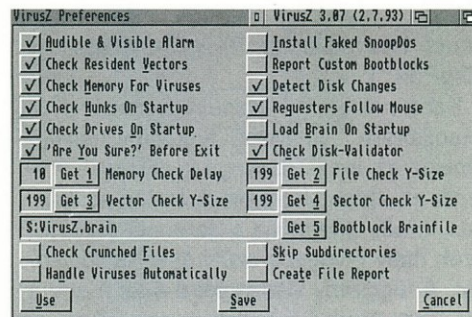 VirusZ Preferences VirusZ 3.07 (2.7.93)
Audible & Visible Alarm Install Faked SnoopDos
Check Resident Vectors Report Custom Bootblocks
Check Memory For Viruses Detect Disk Changes
Check Hunks On Startup Requesters Follow Mouse
Check Drives On Startup Load Brain On Startup
'Are You Sure?' Before Exit Check Disk-Validator
10 Get 1 Memory Check Delay 199 Get 2 File Check Y-Size
199 Get 3 Vector Check Y-Size 199 Get 4 Sector Check Y-Size
S:VirusZ.brain Get 5 Bootblock Brainfile
Check Crunched Files Skip Subdirectories
Handle Viruses Automatically Create File Report
Use Save Cancel